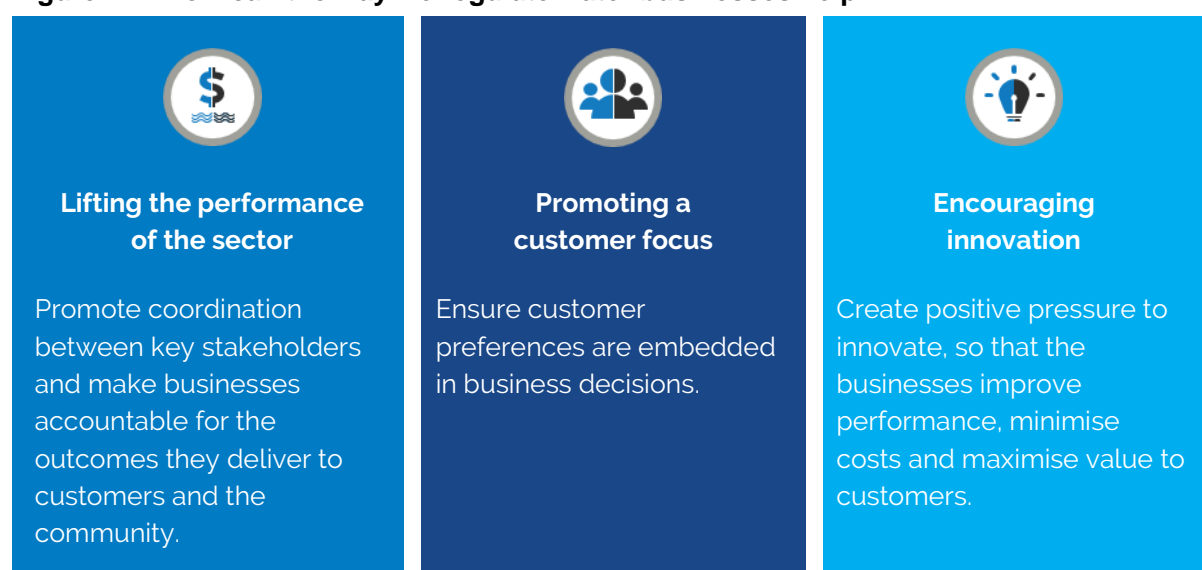 Lifting the performance
of the sector
Promote coordination
between key stakeholders
and make businesses
accountable for the
outcomes they deliver to
customers and the
community.
Promoting a
customer focus
Ensure customer
preferences are embedded
in business decisions.
Encouraging
innovation
Create positive pressure to
innovate, so that the
businesses improve
performance, minimise
costs and maximise value to
customers.